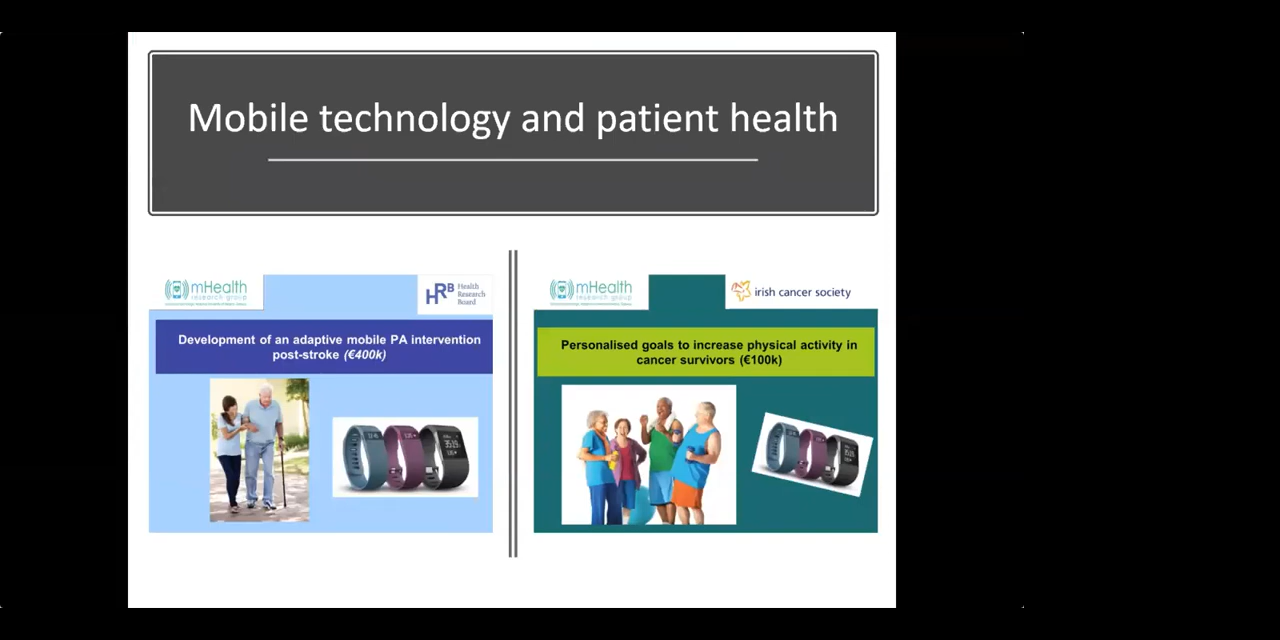 Mobile technology and patient health
mHealth
research group
HRB Health
Research
Board
Development of an adaptive mobile PA intervention
post-stroke (€400k)
mHealth
research group
irish cancer society
Personalised goals to increase physical activity in
cancer survivors (€100k)